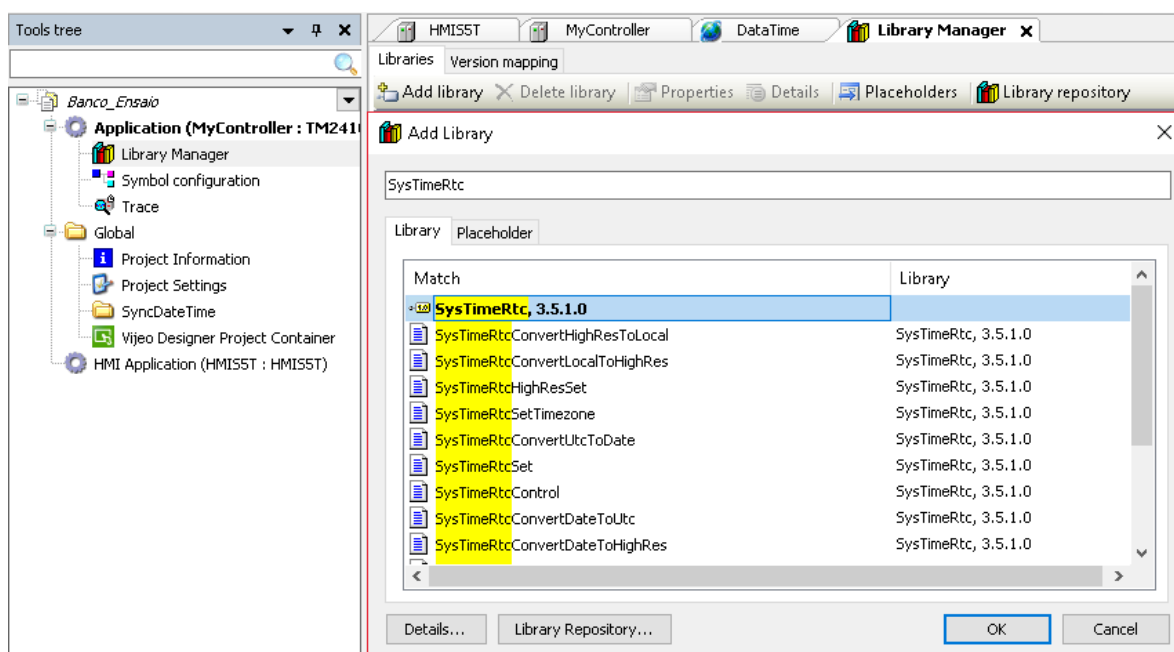 Tools tree
Banco_Ensaio
Application (MyController : TM241
Library Manager
Symbol configuration
Trace
Global
Project Information
Project Settings
SyncDateTime
Vijeo Designer Project Container
HMI Application (HMIS5T : HMIS5T)
HMIS5T MyController DataTime Library Manager
Libraries Version mapping
Add library Delete library Properties Details Placeholders Library repository
Add Library
SysTimeRtc
Library Placeholder
Match Library
1.0 SysTimeRtc, 3.5.1.0
SysTimeRtcConvertHighResToLocal SysTimeRtc, 3.5.1.0
SysTimeRtcConvertLocalToHighRes SysTimeRtc, 3.5.1.0
SysTimeRtcHighResSet SysTimeRtc, 3.5.1.0
SysTimeRtcSetTimezone SysTimeRtc, 3.5.1.0
SysTimeRtcConvertUtcToDate SysTimeRtc, 3.5.1.0
SysTimeRtcSet SysTimeRtc, 3.5.1.0
SysTimeRtcControl SysTimeRtc, 3.5.1.0
SysTimeRtcConvertDateToUtc SysTimeRtc, 3.5.1.0
SysTimeRtcConvertDateToHighRes SysTimeRtc, 3.5.1.0
Details... Library Repository... OK Cancel